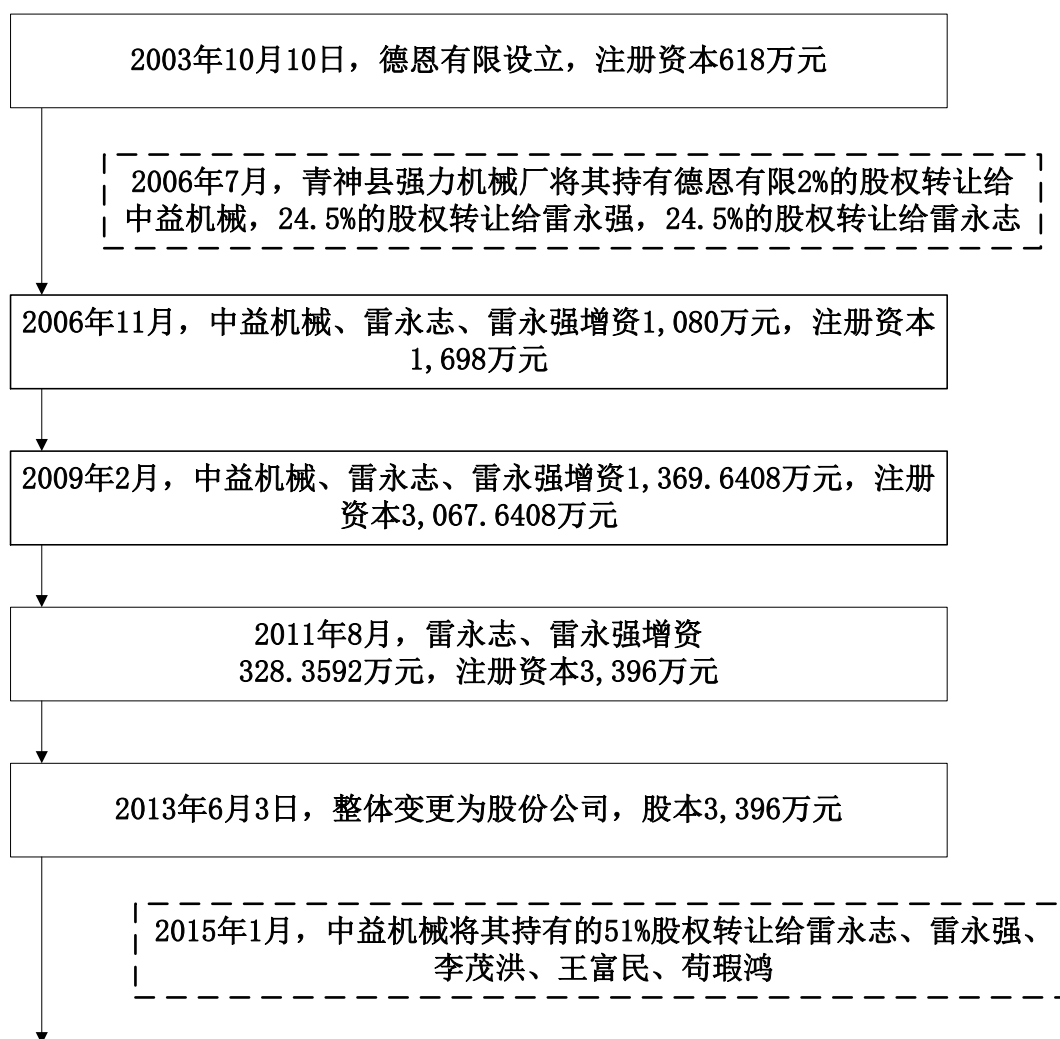 2003年10月10日，德恩有限设立，注册资本618万元
2006年7月，青神县强力机械厂将其持有德恩有限2%的股权转让给
中益机械，24.5%的股权转让给雷永强，24.5%的股权转让给雷永志
2006年11月，中益机械、雷永志、雷永强增资1,080万元，注册资本
1,698万元
2009年2月，中益机械、雷永志、雷永强增资1,369.6408万元，注册
资本3,067.6408万元
2011年8月，雷永志、雷永强增资
328.3592万元，注册资本3,396万元
2013年6月3日，整体变更为股份公司，股本3,396万元
2015年1月，中益机械将其持有的51%股权转让给雷永志、雷永强、
李茂洪、王富民、苟瑕鸿